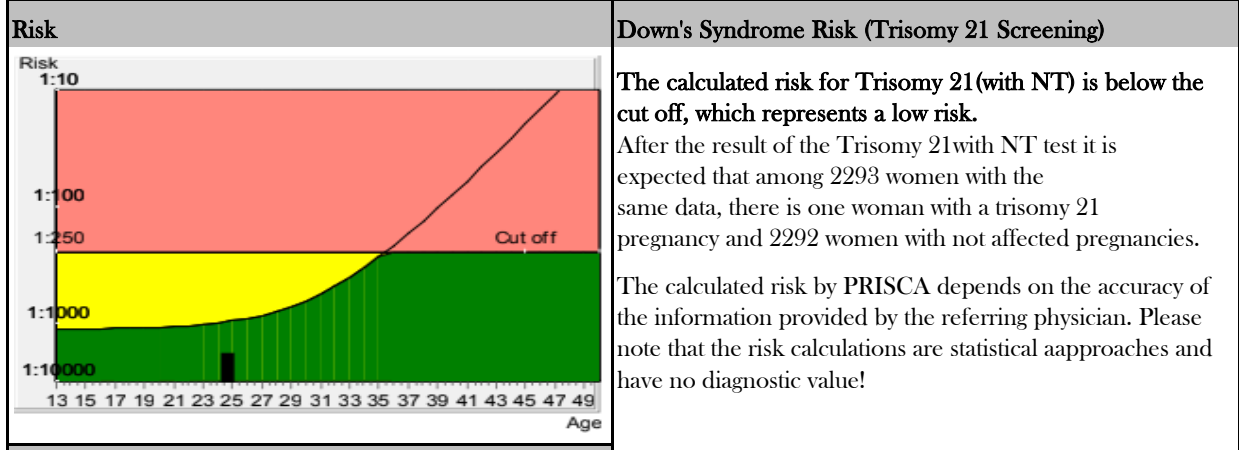 Risk
Risk
1:10
1:100
1:250
Cut off
1:1000
1:10000
13 15 17 19 21 23 25 27 29 31 33 35 37 39 41 43 45 47 49
Age
Down's Syndrome Risk (Trisomy 21 Screening)
The calculated risk for Trisomy 21(with NT) is below the
cut off, which represents a low risk.
After the result of the Trisomy 21with NT test it is
expected that among 2293 women with the
same data, there is one woman with a trisomy 21
pregnancy and 2292 women with not affected pregnancies.
The calculated risk by PRISCA depends on the accuracy of
the information provided by the referring physician. Please
note that the risk calculations are statistical aapproaches and
have no diagnostic value!